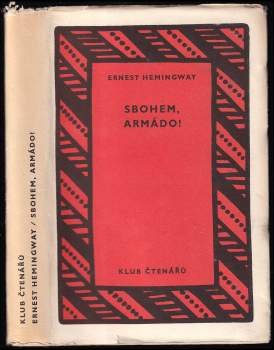 ERNEST HEMINGWAY
SBOHEM,
ARMÁDO!
KLUB ČTENÁŘŮ
KLUB ČTENÁŘŮ
ERNEST HEMINGWAY / SBOHEM, ARMÁDO!